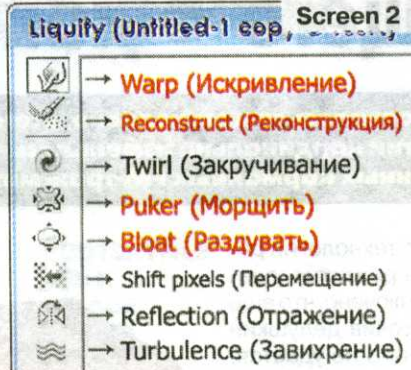 Screen 2
Liquify (Untitled-1 cop
Warp (Искривление)
Reconstruct (Реконструкция)
Twirl (Закручивание)
Puker (Морщить)
Bloat (Раздувать)
Shift pixels (Перемещение)
Reflection (Отражение)
Turbulence (Завихрение)